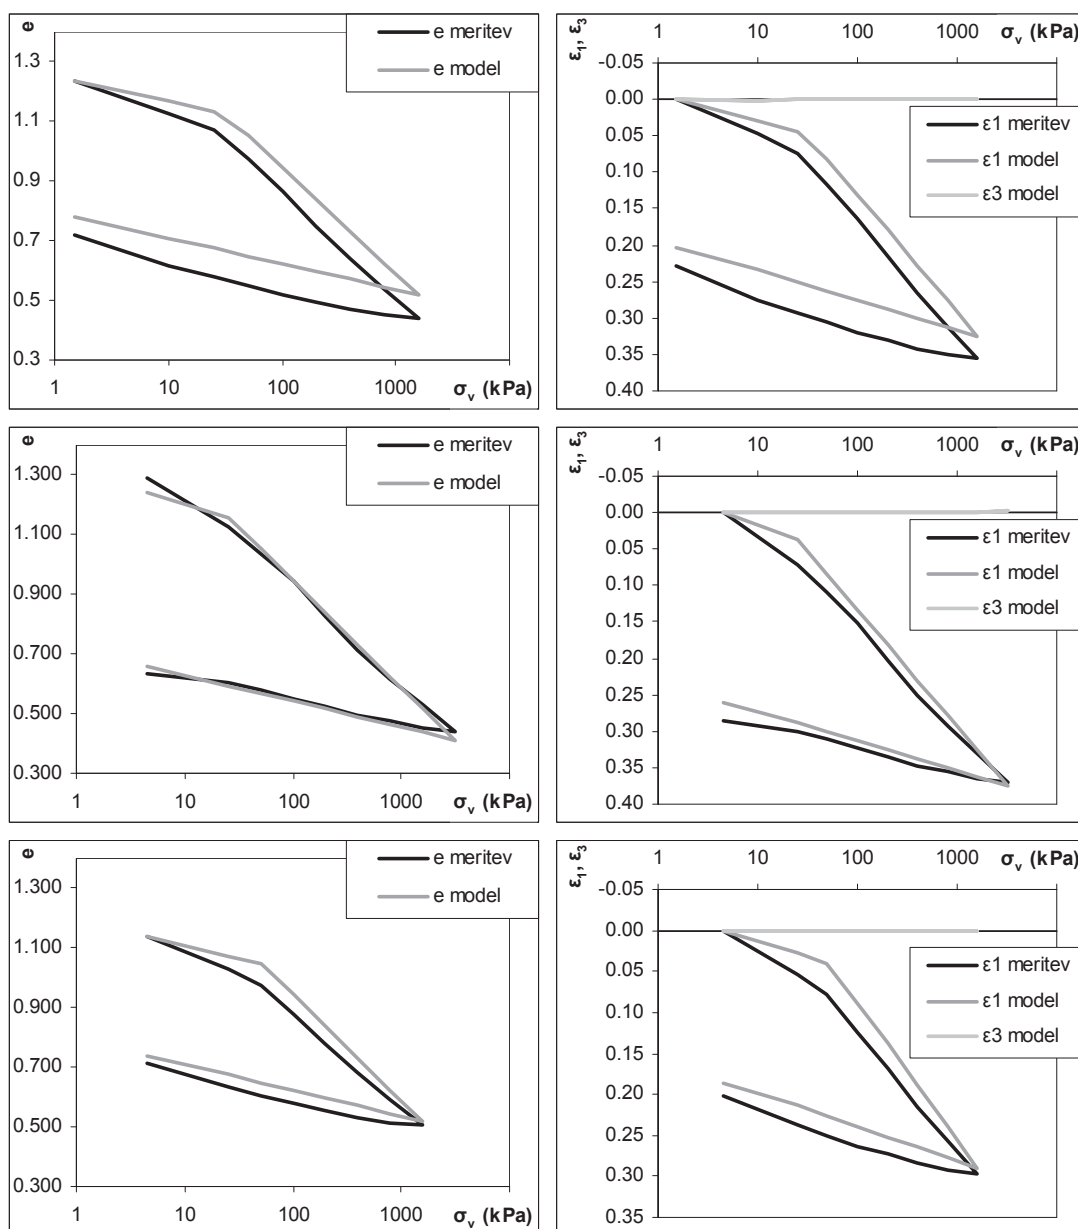 e
e meritev
e model
1.3
1.1
0.9
0.7
0.5
0.3
1
10
100
1000
σv (kPa)
ε1, ε3
1
10
100
1000
σv (kPa)
-0.05
0.00
0.05
0.10
0.15
0.20
0.25
0.30
0.35
0.40
ε1 meritev
ε1 model
ε3 model
e
e meritev
e model
1.300
1.100
0.900
0.700
0.500
0.300
1
10
100
1000
σv (kPa)
ε1, ε3
1
10
100
1000
σv (kPa)
-0.05
0.00
0.05
0.10
0.15
0.20
0.25
0.30
0.35
0.40
ε1 meritev
ε1 model
ε3 model
e
e meritev
e model
1.300
1.100
0.900
0.700
0.500
0.300
1
10
100
1000
σv (kPa)
ε1, ε3
1
10
100
1000
σv (kPa)
-0.05
0.00
0.05
0.10
0.15
0.20
0.25
0.30
0.35
ε1 meritev
ε1 model
ε3 model